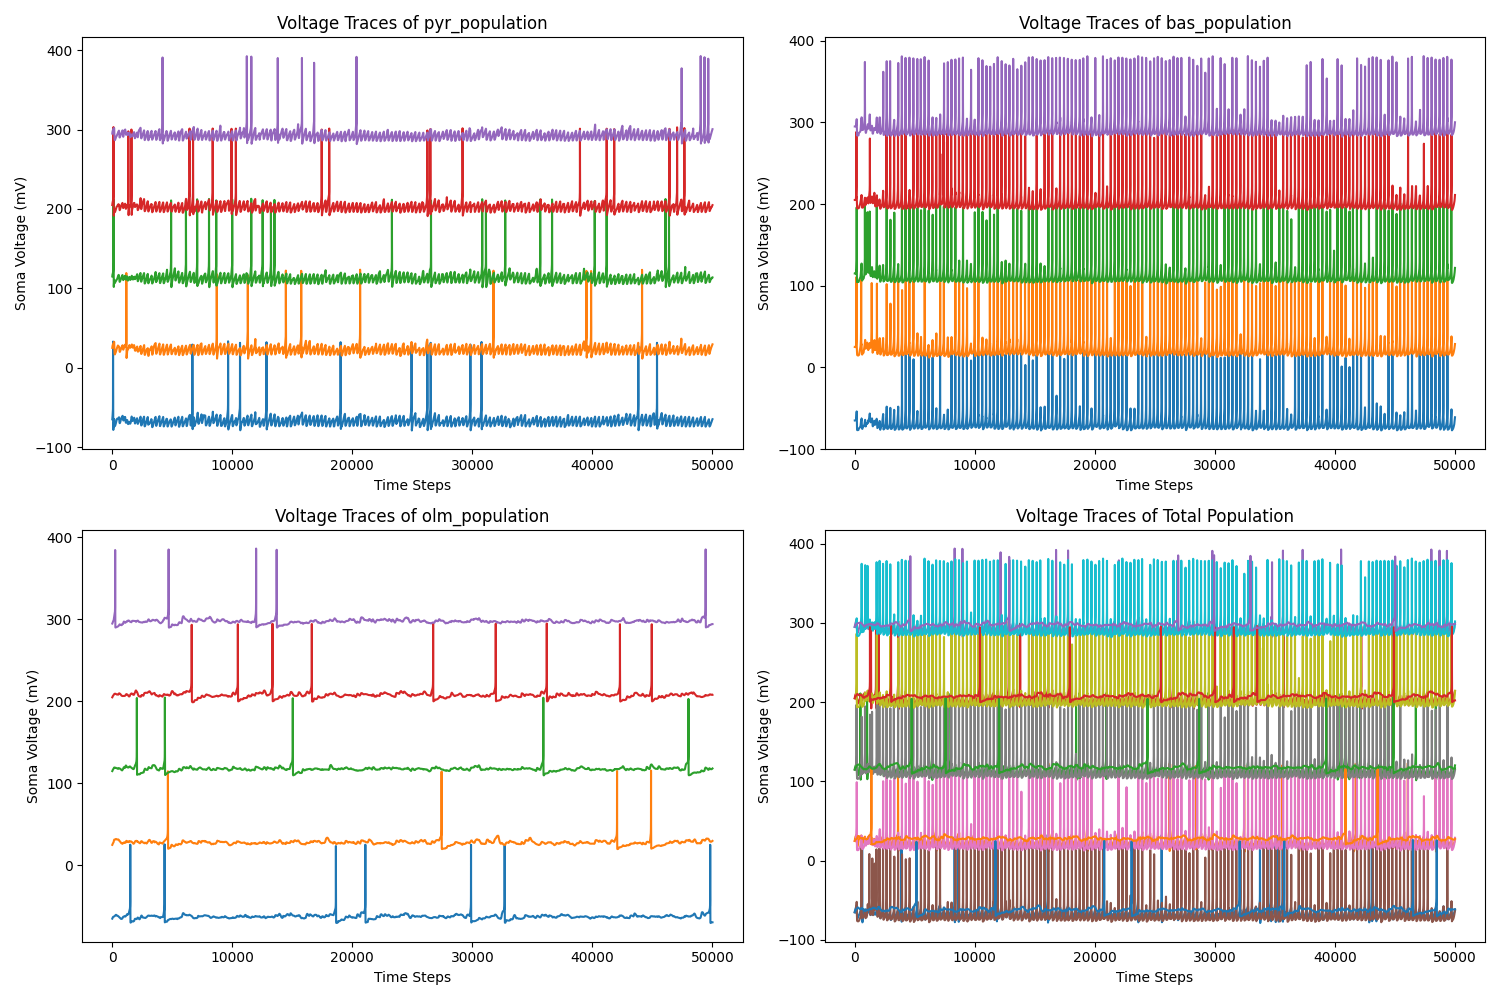 Voltage Traces of pyr_population
Soma Voltage (mV)
400
300
200
100
0
−100
0 10000 20000 30000 40000 50000
Time Steps
Voltage Traces of bas_population
Soma Voltage (mV)
400
300
200
100
0
−100
0 10000 20000 30000 40000 50000
Time Steps
Voltage Traces of olm_population
Soma Voltage (mV)
400
300
200
100
0
0 10000 20000 30000 40000 50000
Time Steps
Voltage Traces of Total Population
Soma Voltage (mV)
400
300
200
100
0
−100
0 10000 20000 30000 40000 50000
Time Steps